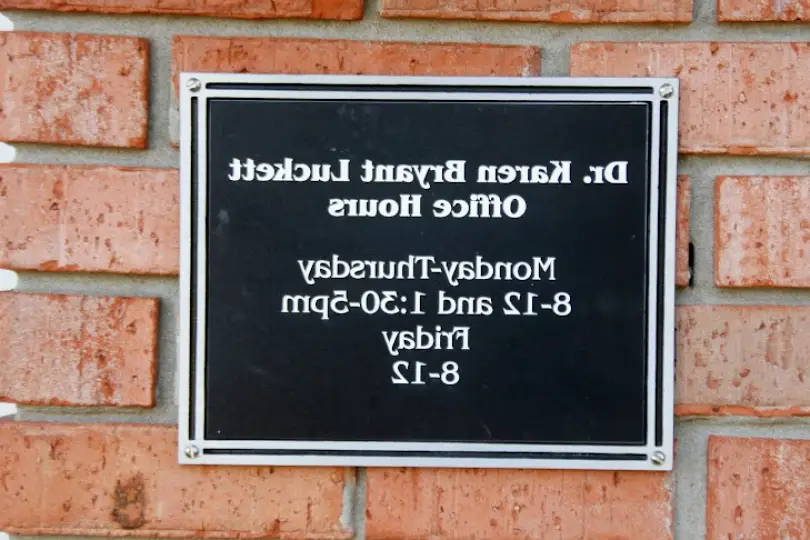 Dr. Karen Bryant Luckett
Office Hours
Monday-Thursday
8-12 and 1:30-5pm
Friday
8-12